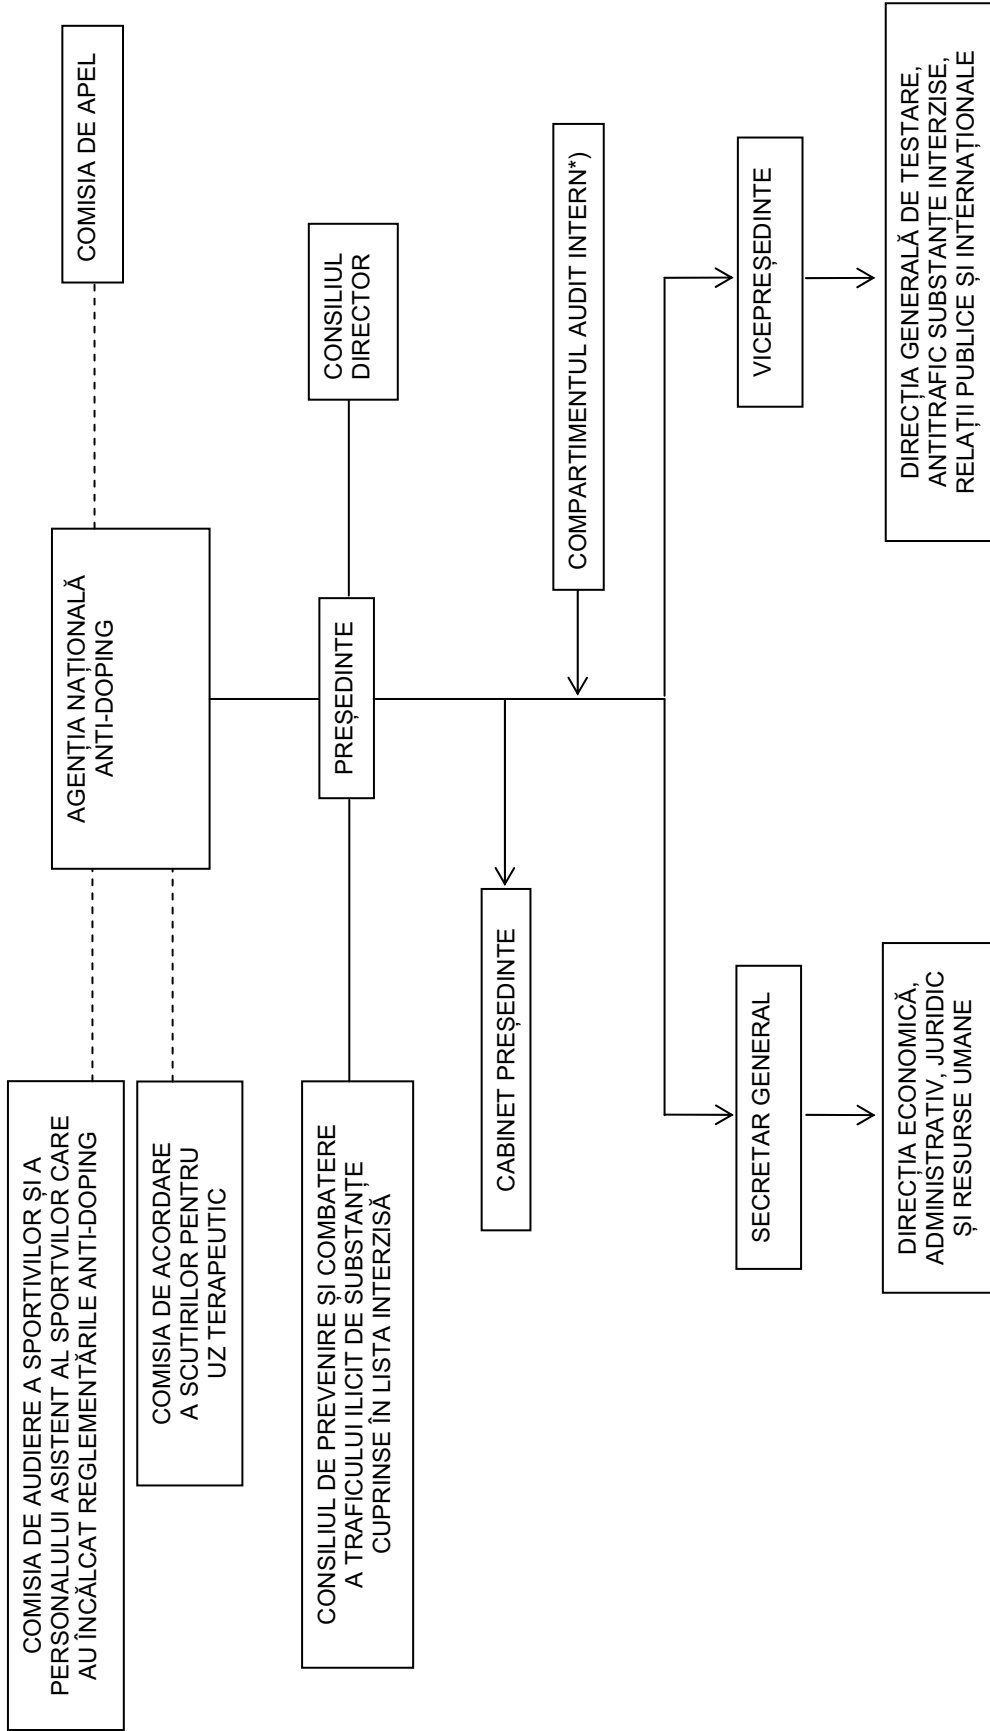 COMISIA DE AUDIERE A SPORTIVILOR ȘI A
PERSONALULUI ASISTENT AL SPORTVILOR CARE
AU ÎNCĂLCAT REGLEMENTĂRILE ANTI-DOPING
COMISIA DE ACORDARE
A SCUTIRILOR PENTRU
UZ TERAPEUTIC
AGENȚIA NAȚIONALĂ
ANTI-DOPING
COMISIA DE APEL
CONSILIUL DE PREVENIRE ȘI COMBATERE
A TRAFICULUI ILICIT DE SUBSTANȚE
CUPRINSE ÎN LISTA INTERZISĂ
PREȘEDINTE
CONSILIUL
DIRECTOR
CABINET PREȘEDINTE
COMPARTIMENTUL AUDIT INTERN*)
SECRETAR GENERAL
VICEPREȘEDINTE
DIRECȚIA ECONOMICĂ,
ADMINISTRATIV, JURIDIC
ȘI RESURSE UMANE
DIRECȚIA GENERALĂ DE TESTARE,
ANTITRAFIC SUBSTANȚE INTERZISE,
RELAȚII PUBLICE ȘI INTERNAȚIONALE